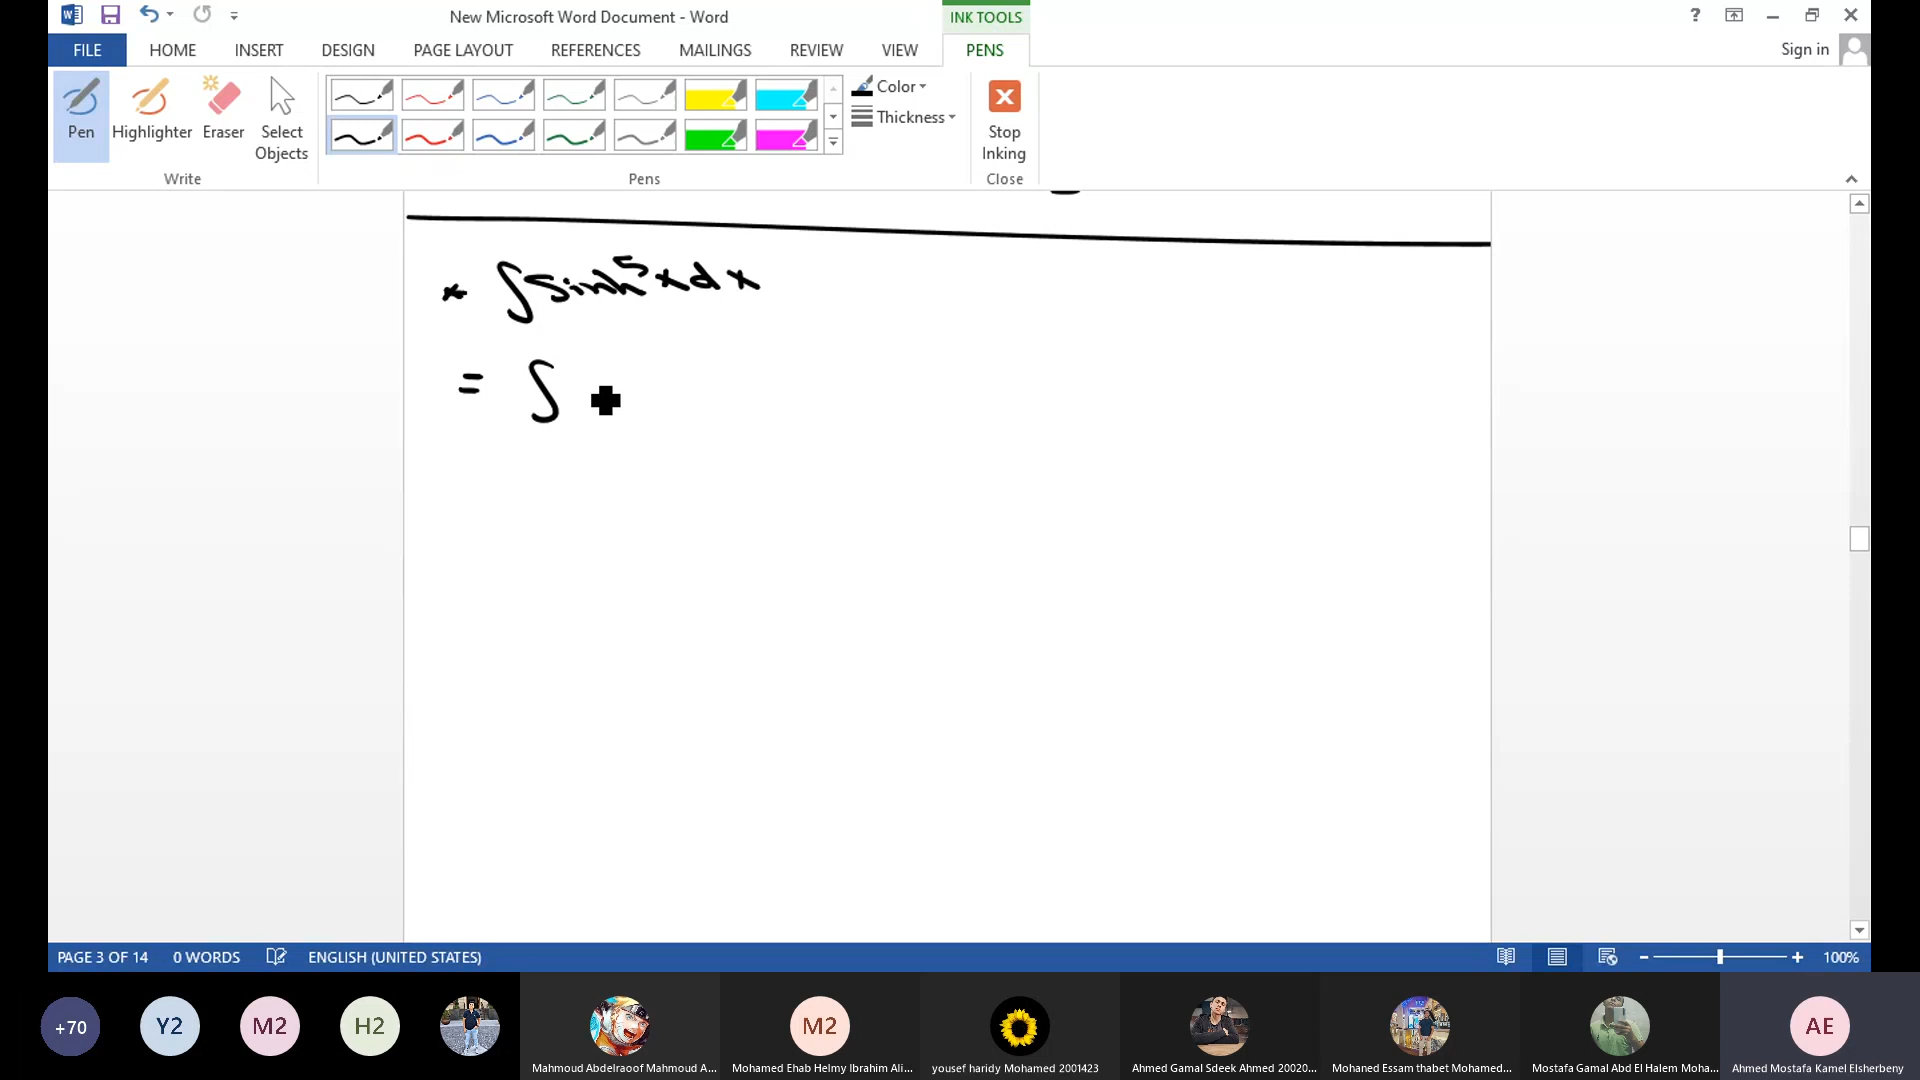 New Microsoft Word Document - Word
INK TOOLS
FILE HOME INSERT DESIGN PAGE LAYOUT REFERENCES MAILINGS REVIEW VIEW PENS
Sign in
Pen Highlighter Eraser Select Objects
Color
Thickness
Stop Inking
Write Pens Close
* ∫sinh⁵xdx
= ∫
PAGE 3 OF 14 0 WORDS ENGLISH (UNITED STATES) 100%
+70 Y2 M2 H2 M2 AE
Mahmoud Abdelraoof Mahmoud A... Mohamed Ehab Helmy Ibrahim Ali... yousef haridy Mohamed 2001423 Ahmed Gamal Sdeek Ahmed 20020... Mohaned Essam thabet Mohamed... Mostafa Gamal Abd El Halem Moha... Ahmed Mostafa Kamel Elsherbeny